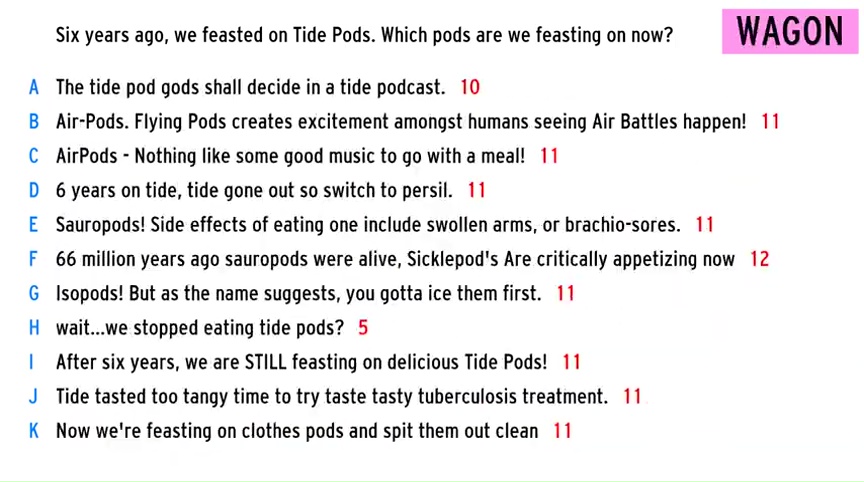 Six years ago, we feasted on Tide Pods. Which pods are we feasting on now?
WAGON
A The tide pod gods shall decide in a tide podcast. 10
B Air-Pods. Flying Pods creates excitement amongst humans seeing Air Battles happen! 11
C AirPods - Nothing like some good music to go with a meal! 11
D 6 years on tide, tide gone out so switch to persil. 11
E Sauropods! Side effects of eating one include swollen arms, or brachio-sores. 11
F 66 million years ago sauropods were alive, Sicklepod's Are critically appetizing now 12
G Isopods! But as the name suggests, you gotta ice them first. 11
H wait...we stopped eating tide pods? 5
I After six years, we are STILL feasting on delicious Tide Pods! 11
J Tide tasted too tangy time to try taste tasty tuberculosis treatment. 11
K Now we're feasting on clothes pods and spit them out clean 11